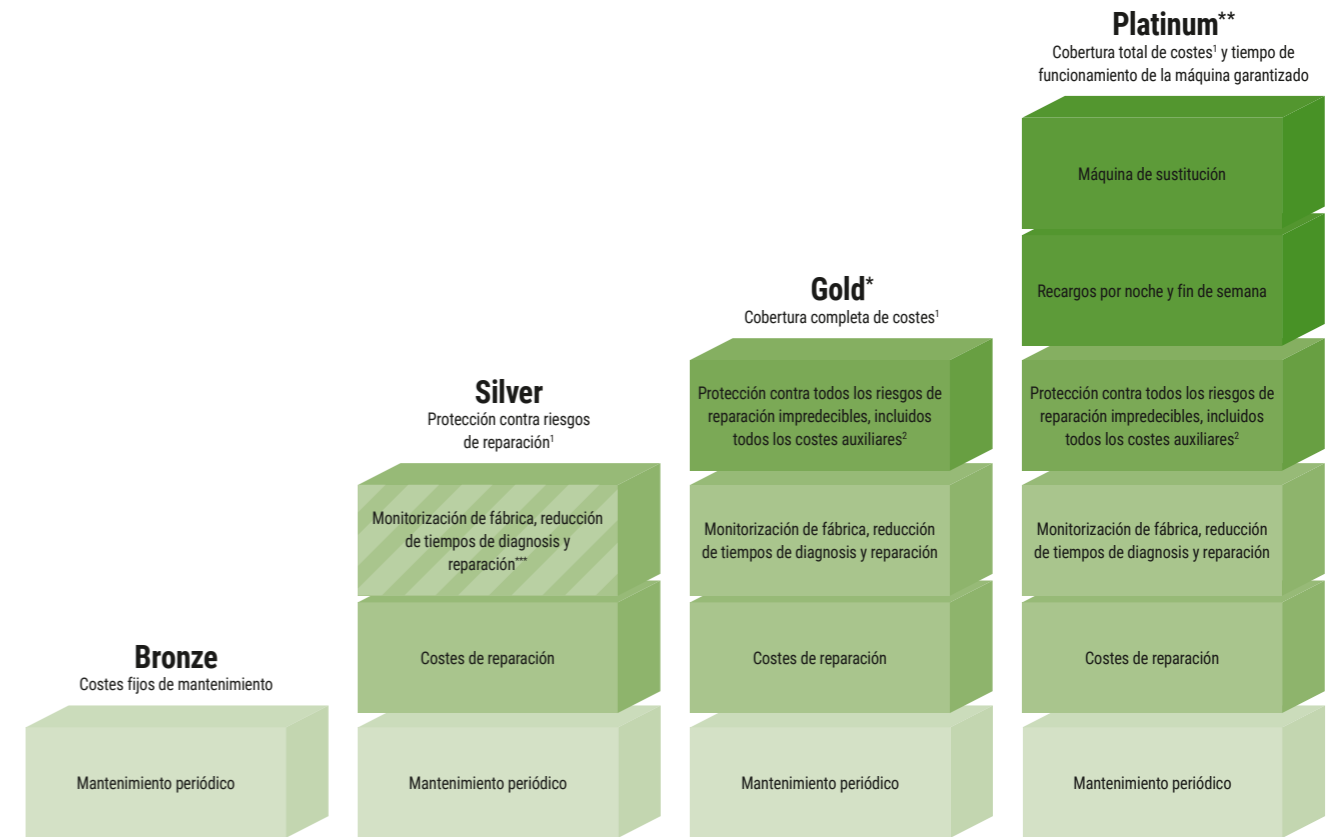 Platinum**
Cobertura total de costes¹ y tiempo de
funcionamiento de la máquina garantizado
Máquina de sustitución
Recargos por noche y fin de semana
Protección contra todos los riesgos de
reparación impredecibles, incluidos
todos los costes auxiliares²
Monitorización de fábrica, reducción
de tiempos de diagnosis y reparación
Costes de reparación
Mantenimiento periódico
Gold*
Cobertura completa de costes¹
Protección contra todos los riesgos de
reparación impredecibles, incluidos
todos los costes auxiliares²
Monitorización de fábrica, reducción
de tiempos de diagnosis y reparación
Costes de reparación
Mantenimiento periódico
Silver
Protección contra riesgos
de reparación¹
Monitorización de fábrica, reducción
de tiempos de diagnosis y
reparación***
Costes de reparación
Mantenimiento periódico
Bronze
Costes fijos de mantenimiento
Mantenimiento periódico